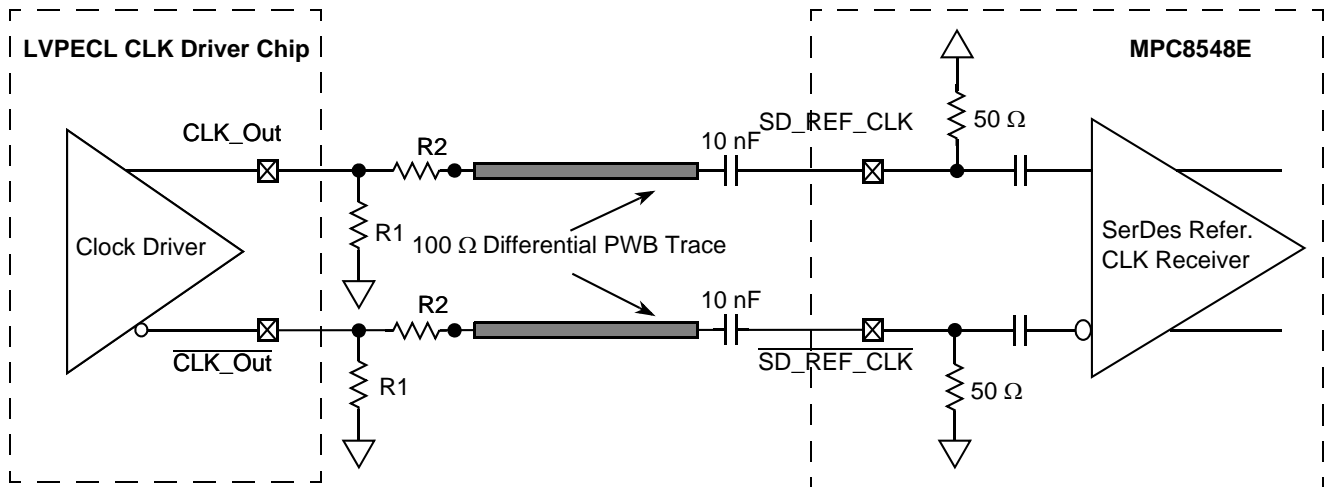 LVPECL CLK Driver Chip
MPC8548E
CLK_Out
SD_REF_CLK
50 Ω
R2
10 nF
Clock Driver
R1
100 Ω Differential PWB Trace
SerDes Refer.
CLK Receiver
R2
10 nF
CLK_Out
SD_REF_CLK
R1
50 Ω